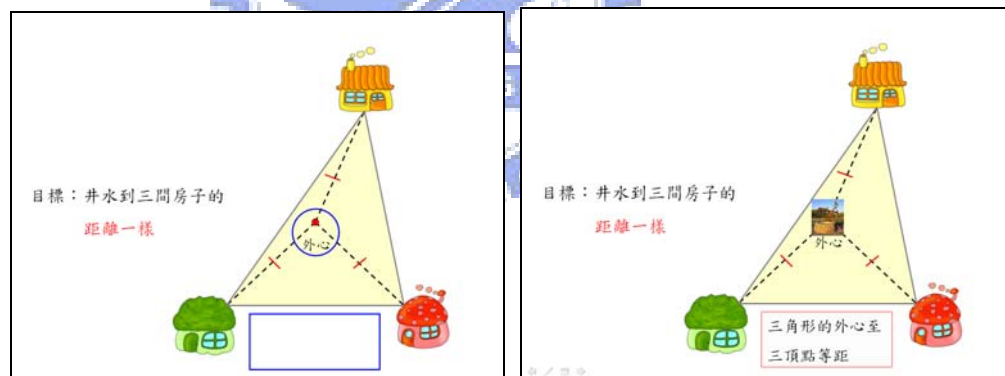 目標：井水到三間房子的
距離一樣
外心
目標：井水到三間房子的
距離一樣
外心
三角形的外心至
三頂點等距